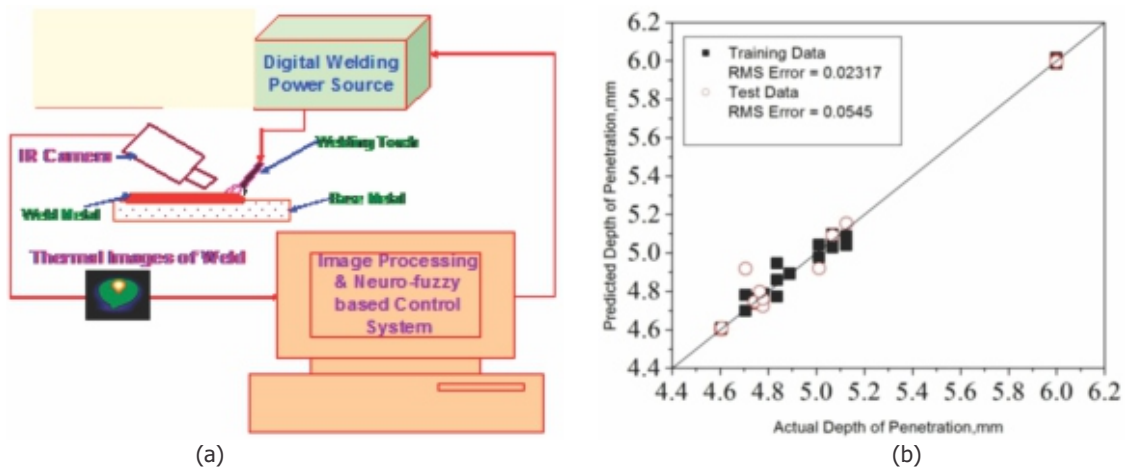 Digital Welding
Power Source
IR Camera
Welding Touch
Weld Metal
Base Metal
Thermal Images of Weld
Image Processing
& Neuro-fuzzy
based Control
System
(a)
6.2
6.0
5.8
5.6
5.4
5.2
5.0
4.8
4.6
4.4
Predicted Depth of Penetration,mm
Training Data
RMS Error = 0.02317
Test Data
RMS Error = 0.0545
4.4 4.6 4.8 5.0 5.2 5.4 5.6 5.8 6.0 6.2
Actual Depth of Penetration,mm
(b)